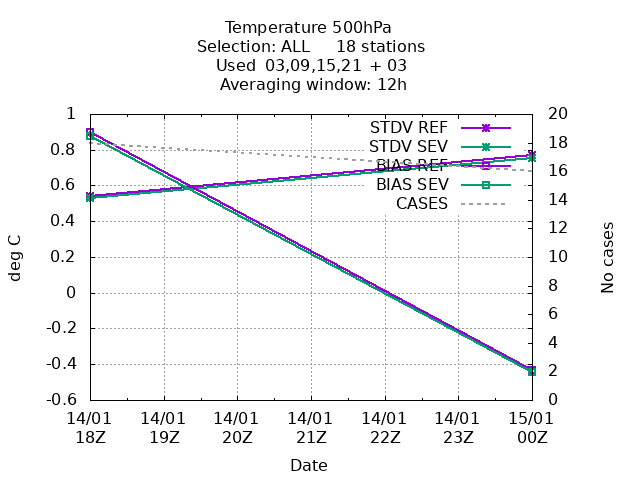 Temperature 500hPa
Selection: ALL 18 stations
Used 03,09,15,21 + 03
Averaging window: 12h
1
0.8
0.6
0.4
0.2
0
-0.2
-0.4
-0.6
deg C
STDV REF
STDV SEV
BIAS REF
BIAS SEV
CASES
20
18
16
14
12
10
8
6
4
2
0
No cases
14/01 14/01 14/01 14/01 14/01 14/01 15/01
18Z 19Z 20Z 21Z 22Z 23Z 00Z
Date